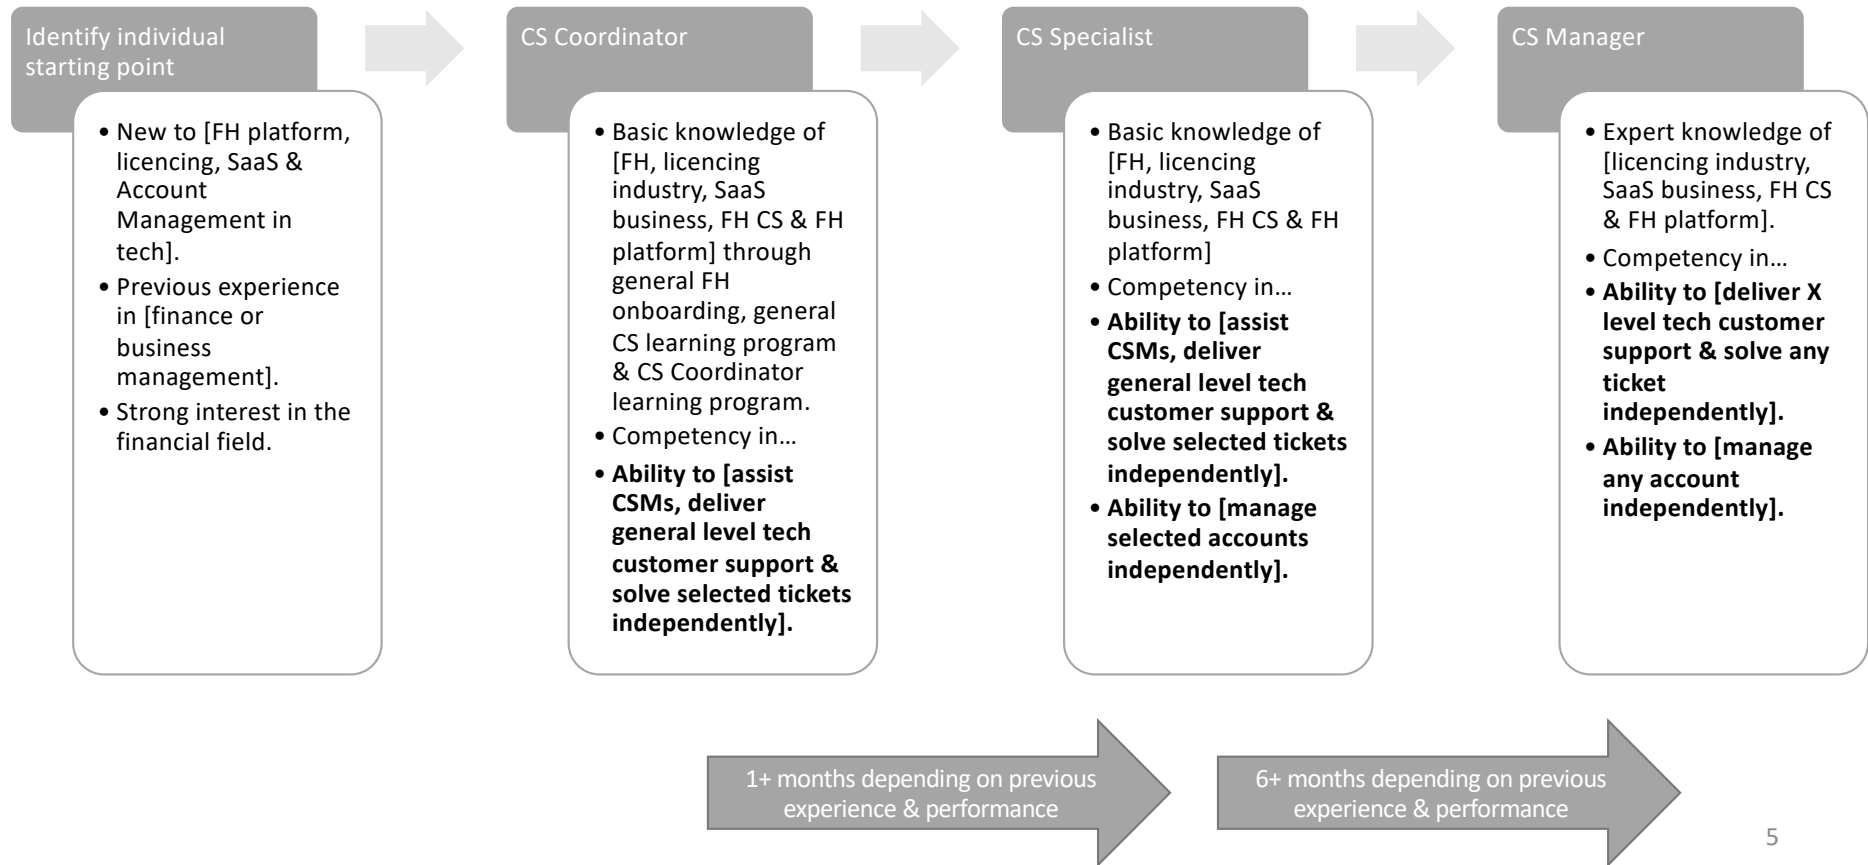 Identify individual
starting point
• New to [FH platform,
licencing, SaaS &
Account
Management in
tech].
• Previous experience
in [finance or
business
management].
• Strong interest in the
financial field.
CS Coordinator
• Basic knowledge of
[FH, licencing
industry, SaaS
business, FH CS & FH
platform] through
general FH
onboarding, general
CS learning program
& CS Coordinator
learning program.
• Competency in…
• Ability to [assist
CSMs, deliver
general level tech
customer support &
solve selected tickets
independently].
CS Specialist
• Basic knowledge of
[FH, licencing
industry, SaaS
business, FH CS & FH
platform]
• Competency in…
• Ability to [assist
CSMs, deliver
general level tech
customer support &
solve selected tickets
independently].
• Ability to [manage
selected accounts
independently].
CS Manager
• Expert knowledge of
[licencing industry,
SaaS business, FH CS
& FH platform].
• Competency in…
• Ability to [deliver X
level tech customer
support & solve any
ticket
independently].
• Ability to [manage
any account
independently].
1+ months depending on previous
experience & performance
6+ months depending on previous
experience & performance
5